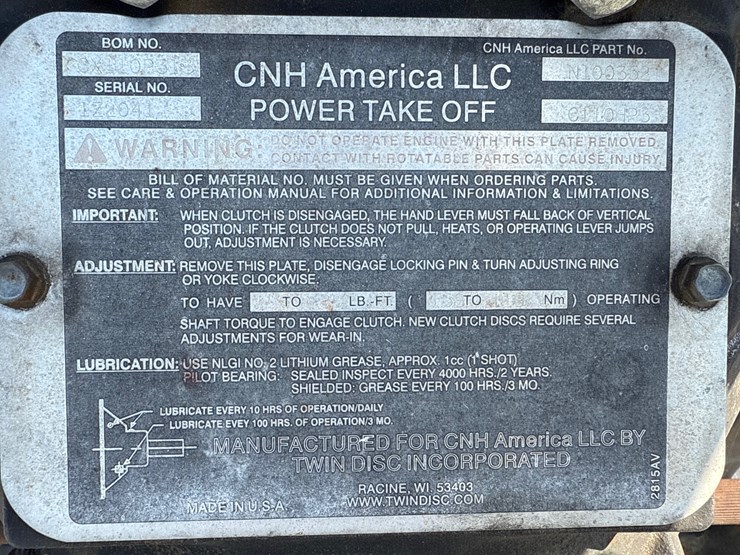 BOM NO.
CNH America LLC PART No.
CNH America LLC
SERIAL NO.
POWER TAKE OFF
WARNING: DO NOT OPERATE ENGINE WITH THIS PLATE REMOVED.
CONTACT WITH ROTATABLE PARTS CAN CAUSE INJURY.
BILL OF MATERIAL NO. MUST BE GIVEN WHEN ORDERING PARTS.
SEE CARE & OPERATION MANUAL FOR ADDITIONAL INFORMATION & LIMITATIONS.
IMPORTANT: WHEN CLUTCH IS DISENGAGED, THE HAND LEVER MUST FALL BACK OF VERTICAL
POSITION. IF THE CLUTCH DOES NOT PULL, HEATS, OR OPERATING LEVER JUMPS
OUT, ADJUSTMENT IS NECESSARY.
ADJUSTMENT: REMOVE THIS PLATE, DISENGAGE LOCKING PIN & TURN ADJUSTING RING
OR YOKE CLOCKWISE.
TO HAVE TO LB.-FT. ( TO Nm ) OPERATING
SHAFT TORQUE TO ENGAGE CLUTCH. NEW CLUTCH DISCS REQUIRE SEVERAL
ADJUSTMENTS FOR WEAR-IN.
LUBRICATION: USE NLGI NO. 2 LITHIUM GREASE, APPROX. 1cc (1 SHOT)
PILOT BEARING: SEALED INSPECT EVERY 4000 HRS./2 YEARS.
SHIELDED: GREASE EVERY 100 HRS./3 MO.
LUBRICATE EVERY 10 HRS OF OPERATION/DAILY
LUBRICATE EVEY 100 HRS. OF OPERATION/3 MO.
MANUFACTURED FOR CNH America LLC BY
TWIN DISC INCORPORATED
RACINE, WI. 53403
MADE IN U.S.A. WWW.TWINDISC.COM
2815AV